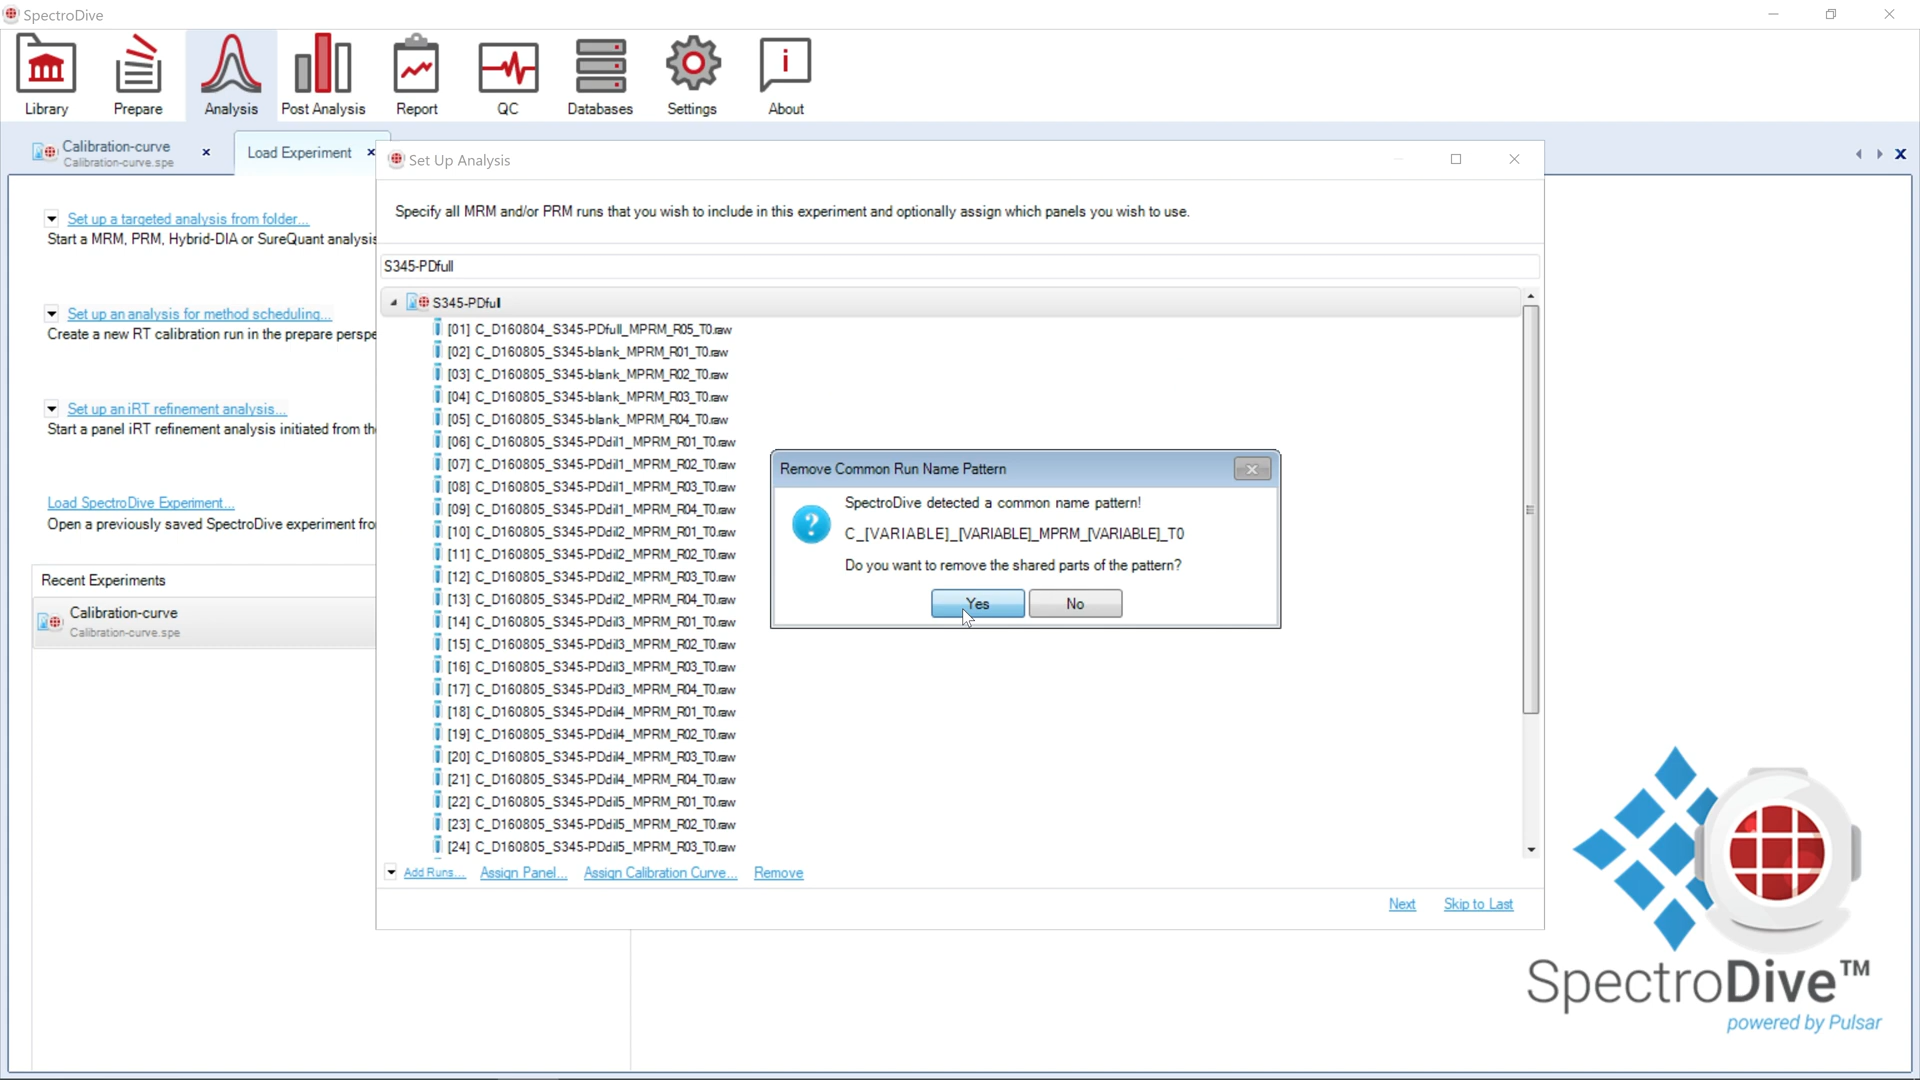 SpectroDive
Library
Prepare
Analysis
Post Analysis
Report
QC
Databases
Settings
About
Calibration-curve
Calibration-curve.spe
Load Experiment
Set up a targeted analysis from folder...
Start a MRM, PRM, Hybrid-DIA or SureQuant analysis
Set up an analysis for method scheduling...
Create a new RT calibration run in the prepare perspe
Set up an iRT refinement analysis...
Start a panel iRT refinement analysis initiated from th
Load SpectroDive Experiment...
Open a previously saved SpectroDive experiment fro
Recent Experiments
Calibration-curve
Calibration-curve.spe
Set Up Analysis
Specify all MRM and/or PRM runs that you wish to include in this experiment and optionally assign which panels you wish to use.
S345-PDfull
S345-PDfull
[01] C_D160804_S345-PDfull_MPRM_R05_T0.raw
[02] C_D160805_S345-blank_MPRM_R01_T0.raw
[03] C_D160805_S345-blank_MPRM_R02_T0.raw
[04] C_D160805_S345-blank_MPRM_R03_T0.raw
[05] C_D160805_S345-blank_MPRM_R04_T0.raw
[06] C_D160805_S345-PDdil1_MPRM_R01_T0.raw
[07] C_D160805_S345-PDdil1_MPRM_R02_T0.raw
[08] C_D160805_S345-PDdil1_MPRM_R03_T0.raw
[09] C_D160805_S345-PDdil1_MPRM_R04_T0.raw
[10] C_D160805_S345-PDdil2_MPRM_R01_T0.raw
[11] C_D160805_S345-PDdil2_MPRM_R02_T0.raw
[12] C_D160805_S345-PDdil2_MPRM_R03_T0.raw
[13] C_D160805_S345-PDdil2_MPRM_R04_T0.raw
[14] C_D160805_S345-PDdil3_MPRM_R01_T0.raw
[15] C_D160805_S345-PDdil3_MPRM_R02_T0.raw
[16] C_D160805_S345-PDdil3_MPRM_R03_T0.raw
[17] C_D160805_S345-PDdil3_MPRM_R04_T0.raw
[18] C_D160805_S345-PDdil4_MPRM_R01_T0.raw
[19] C_D160805_S345-PDdil4_MPRM_R02_T0.raw
[20] C_D160805_S345-PDdil4_MPRM_R03_T0.raw
[21] C_D160805_S345-PDdil4_MPRM_R04_T0.raw
[22] C_D160805_S345-PDdil5_MPRM_R01_T0.raw
[23] C_D160805_S345-PDdil5_MPRM_R02_T0.raw
[24] C_D160805_S345-PDdil5_MPRM_R03_T0.raw
Add Runs... Assign Panel... Assign Calibration Curve... Remove
Next Skip to Last
Remove Common Run Name Pattern
SpectroDive detected a common name pattern!
C_[VARIABLE]_[VARIABLE]_MPRM_[VARIABLE]_T0
Do you want to remove the shared parts of the pattern?
Yes No
SpectroDive™
powered by Pulsar